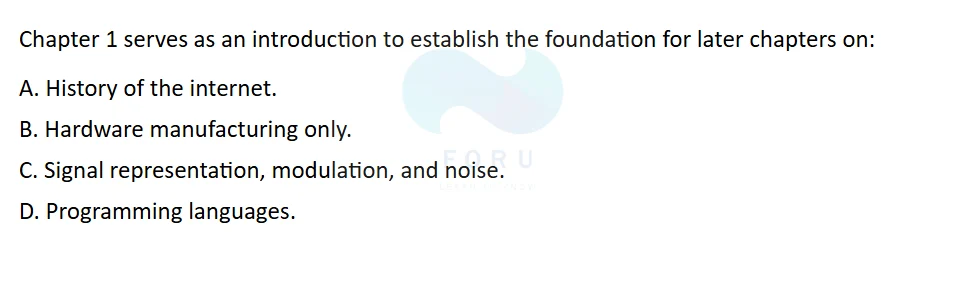 Chapter 1 serves as an introduction to establish the foundation for later chapters on:
A. History of the internet.
B. Hardware manufacturing only.
C. Signal representation, modulation, and noise.
D. Programming languages.
FORU